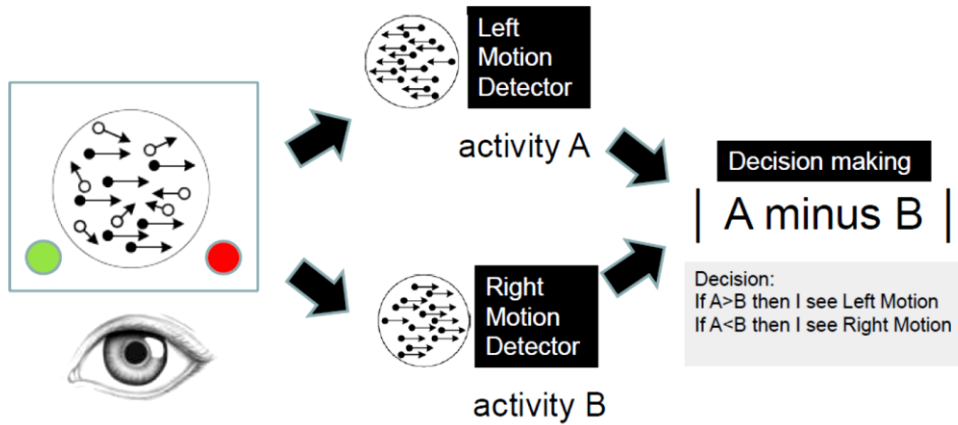 Left
Motion
Detector
activity A
Right
Motion
Detector
activity B
Decision making
| A minus B |
Decision:
If A>B then I see Left Motion
If A<B then I see Right Motion